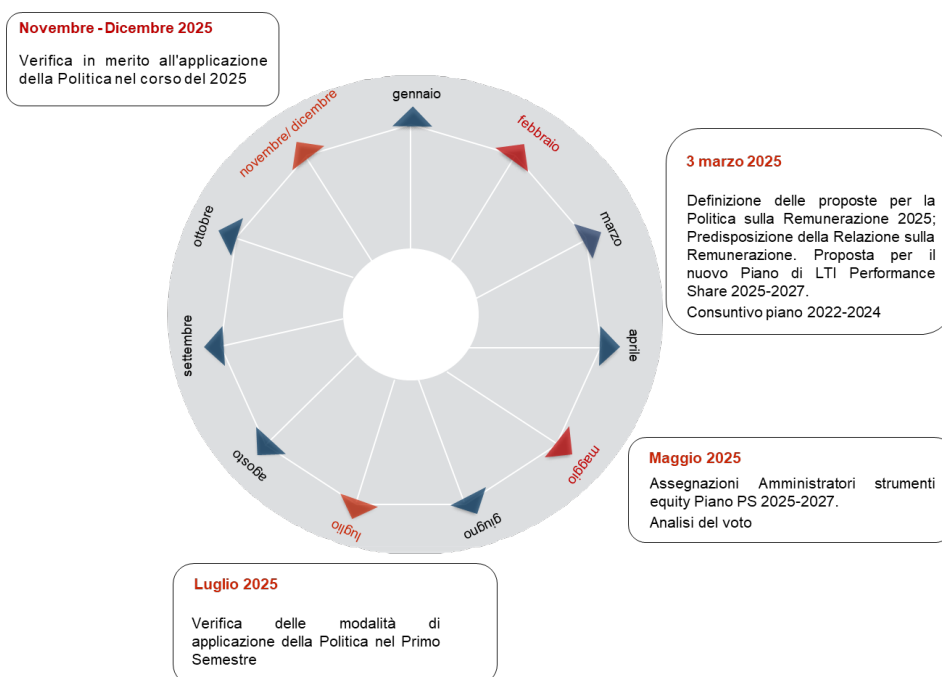 Novembre - Dicembre 2025
Verifica in merito all'applicazione
della Politica nel corso del 2025
gennaio
febbraio
marzo
aprile
maggio
giugno
luglio
agosto
settembre
ottobre
novembre/ dicembre
3 marzo 2025
Definizione delle proposte per la
Politica sulla Remunerazione 2025;
Predisposizione della Relazione sulla
Remunerazione. Proposta per il
nuovo Piano di LTI Performance
Share 2025-2027.
Consuntivo piano 2022-2024
Maggio 2025
Assegnazioni Amministratori strumenti
equity Piano PS 2025-2027.
Analisi del voto
Luglio 2025
Verifica delle modalità di
applicazione della Politica nel Primo
Semestre